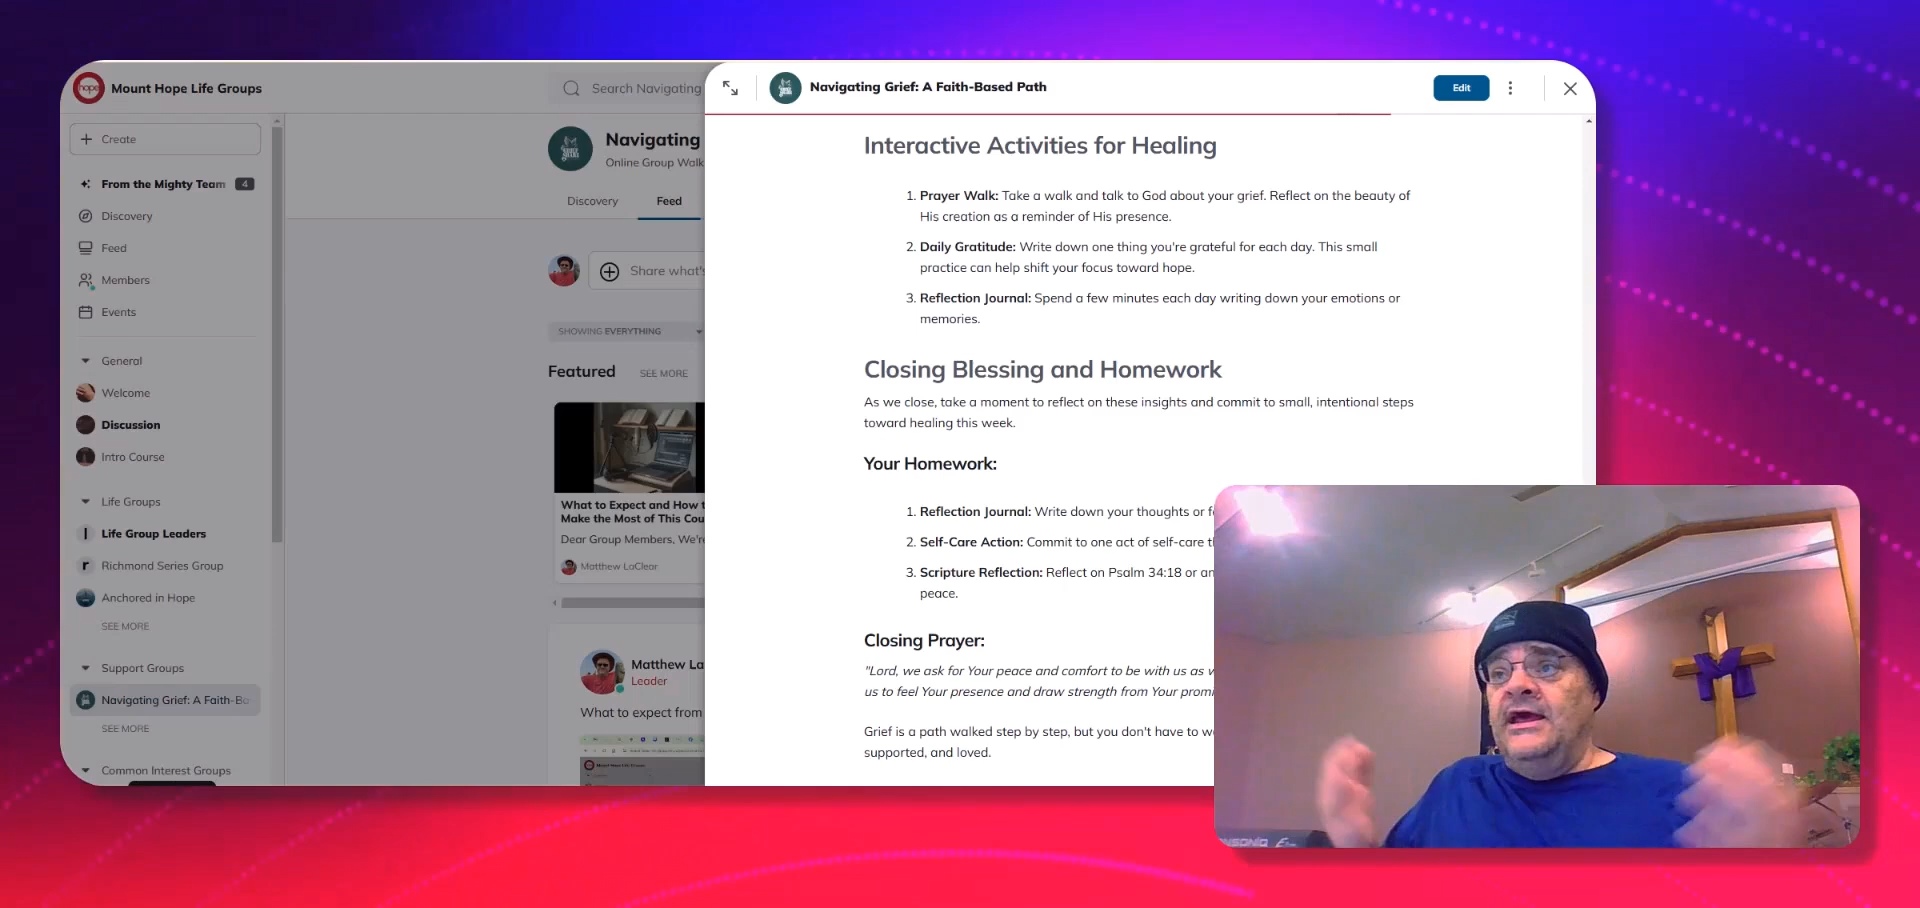 hope
Mount Hope Life Groups
Create
From the Mighty Team 4
Discovery
Feed
Members
Events
General
Welcome
Discussion
Intro Course
Life Groups
Life Group Leaders
r Richmond Series Group
Anchored in Hope
SEE MORE
Support Groups
Navigating Grief: A Faith-Ba
SEE MORE
Common Interest Groups
Search Navigating
Navigating
Online Group Walk
Discovery Feed
Share what's
SHOWING EVERYTHING
Featured SEE MORE
What to Expect and How t
Make the Most of This Cou
Dear Group Members, We're
Matthew LaClear
Matthew La
Leader
What to expect from
Navigating Grief: A Faith-Based Path
Edit
Interactive Activities for Healing
1. Prayer Walk: Take a walk and talk to God about your grief. Reflect on the beauty of
His creation as a reminder of His presence.
2. Daily Gratitude: Write down one thing you're grateful for each day. This small
practice can help shift your focus toward hope.
3. Reflection Journal: Spend a few minutes each day writing down your emotions or
memories.
Closing Blessing and Homework
As we close, take a moment to reflect on these insights and commit to small, intentional steps
toward healing this week.
Your Homework:
1. Reflection Journal: Write down your thoughts or fe
2. Self-Care Action: Commit to one act of self-care th
3. Scripture Reflection: Reflect on Psalm 34:18 or an
peace.
Closing Prayer:
"Lord, we ask for Your peace and comfort to be with us as w
us to feel Your presence and draw strength from Your promi
Grief is a path walked step by step, but you don't have to w
supported, and loved.